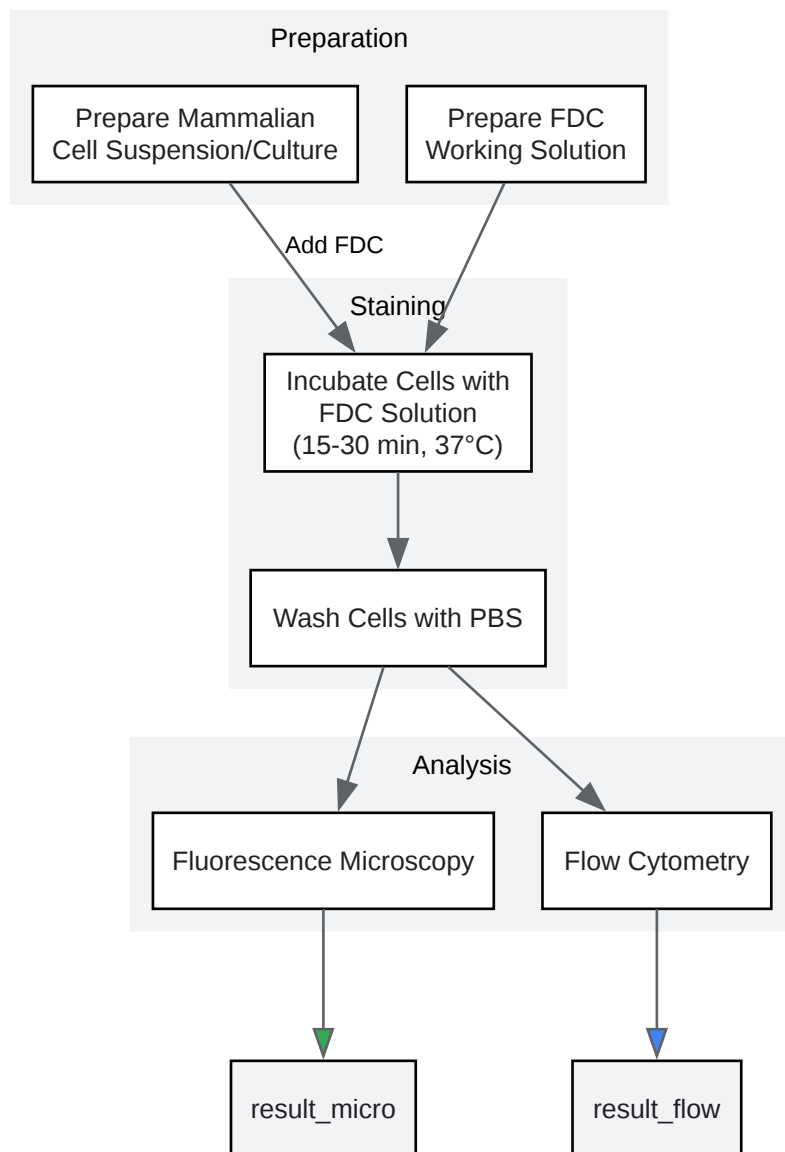 Preparation
Prepare Mammalian
Cell Suspension/Culture
Prepare FDC
Working Solution
Add FDC
Staining
Incubate Cells with
FDC Solution
(15-30 min, 37°C)
Wash Cells with PBS
Analysis
Fluorescence Microscopy
Flow Cytometry
result_micro
result_flow